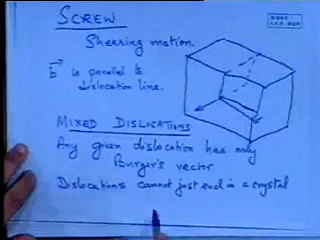 SCREW
Shearing motion.
b is parallel to
dislocation line.
MIXED DISLOCATIONS
Any given dislocation has only
Burger's vector
Dislocations cannot just end in a crystal